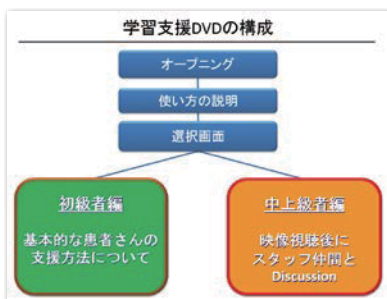 学習支援DVDの構成
オープニング
使い方の説明
選択画面
初級者編
基本的な患者さんの
支援方法について
中上級者編
映像視聴後に
スタッフ仲間と
Discussion